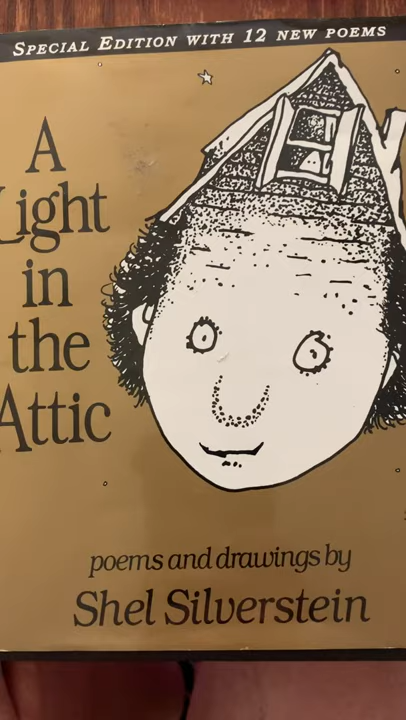 SPECIAL EDITION WITH 12 NEW POEMS
A
Light
in
the
Attic
poems and drawings by
Shel Silverstein